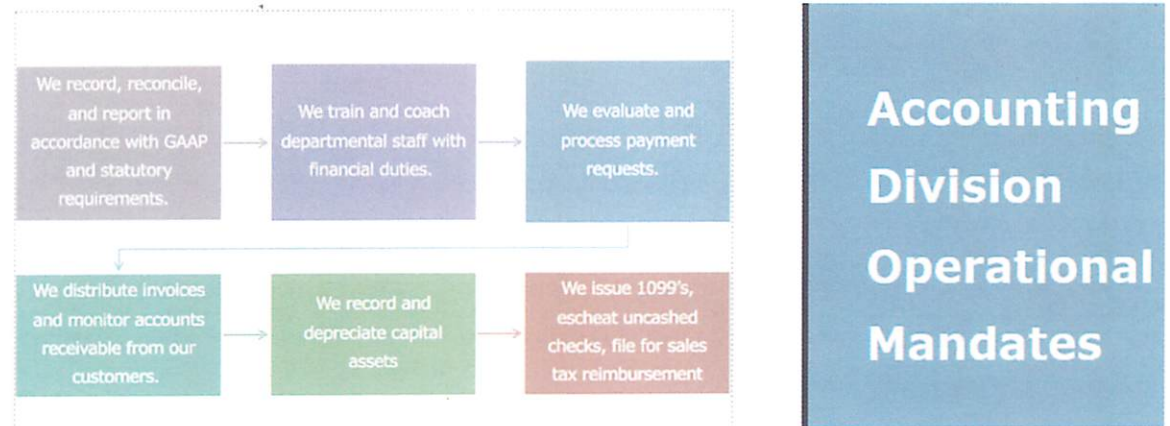 We record, reconcile,
and report in
accordance with GAAP
and statutory
requirements.
We train and coach
departmental staff with
financial duties.
We evaluate and
process payment
requests.
We distribute invoices
and monitor accounts
receivable from our
customers.
We record and
depreciate capital
assets
We issue 1099's,
escheat uncashed
checks, file for sales
tax reimbursement
Accounting
Division
Operational
Mandates